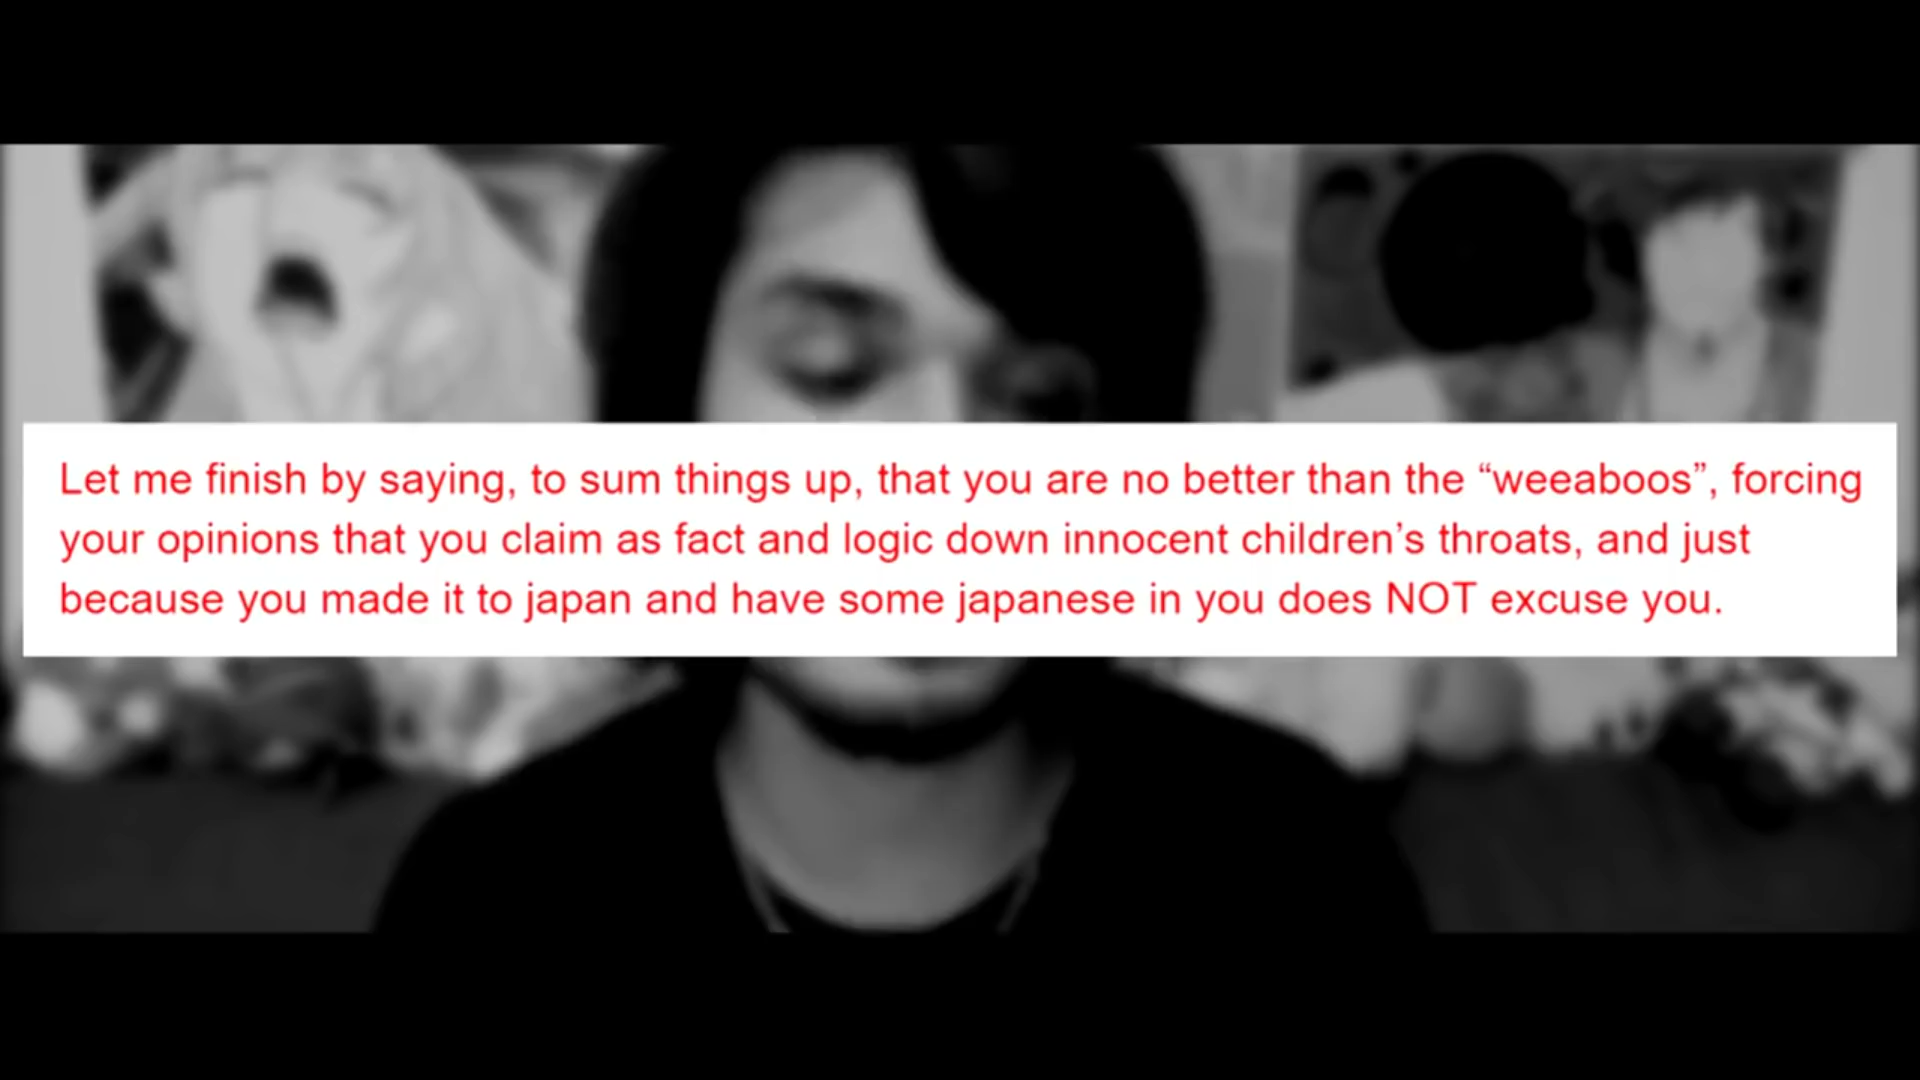 Let me finish by saying, to sum things up, that you are no better than the “weeaboos”, forcing
your opinions that you claim as fact and logic down innocent children’s throats, and just
because you made it to japan and have some japanese in you does NOT excuse you.